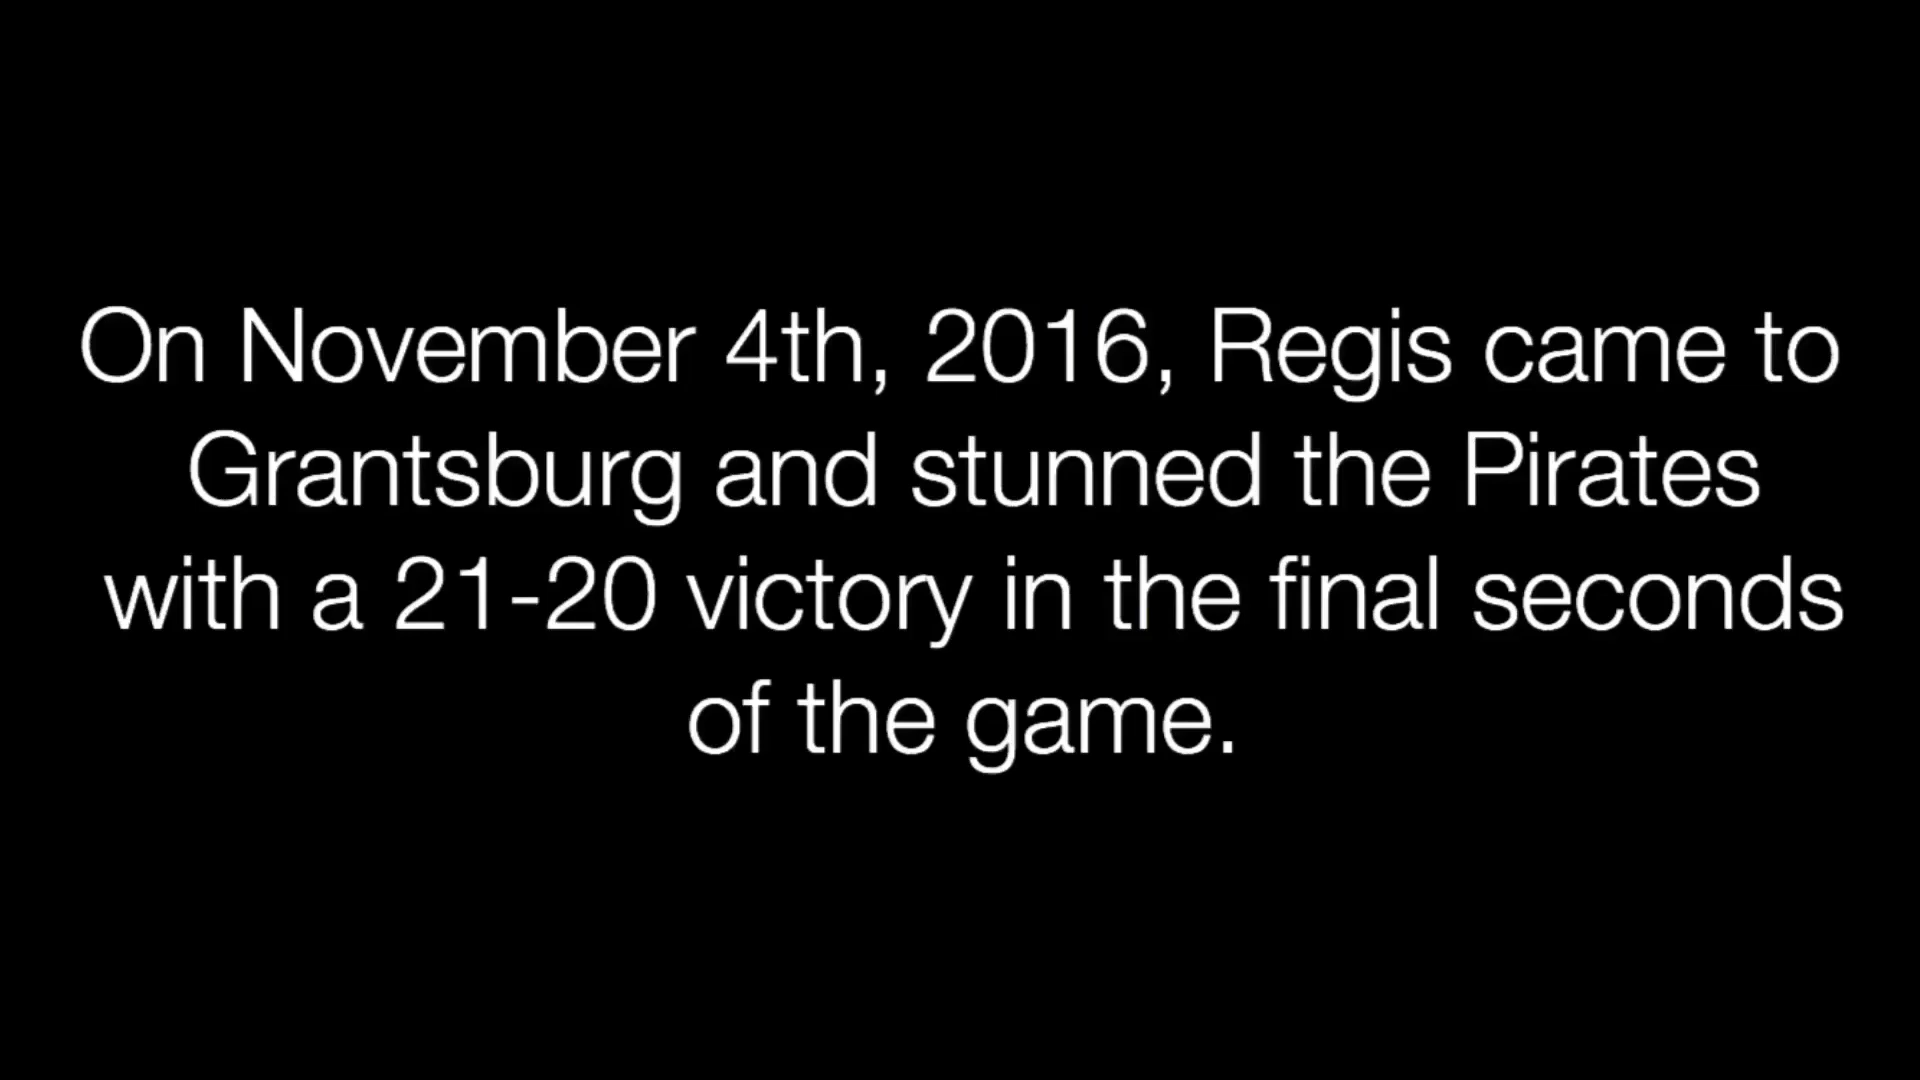 On November 4th, 2016, Regis came to
Grantsburg and stunned the Pirates
with a 21-20 victory in the final seconds
of the game.